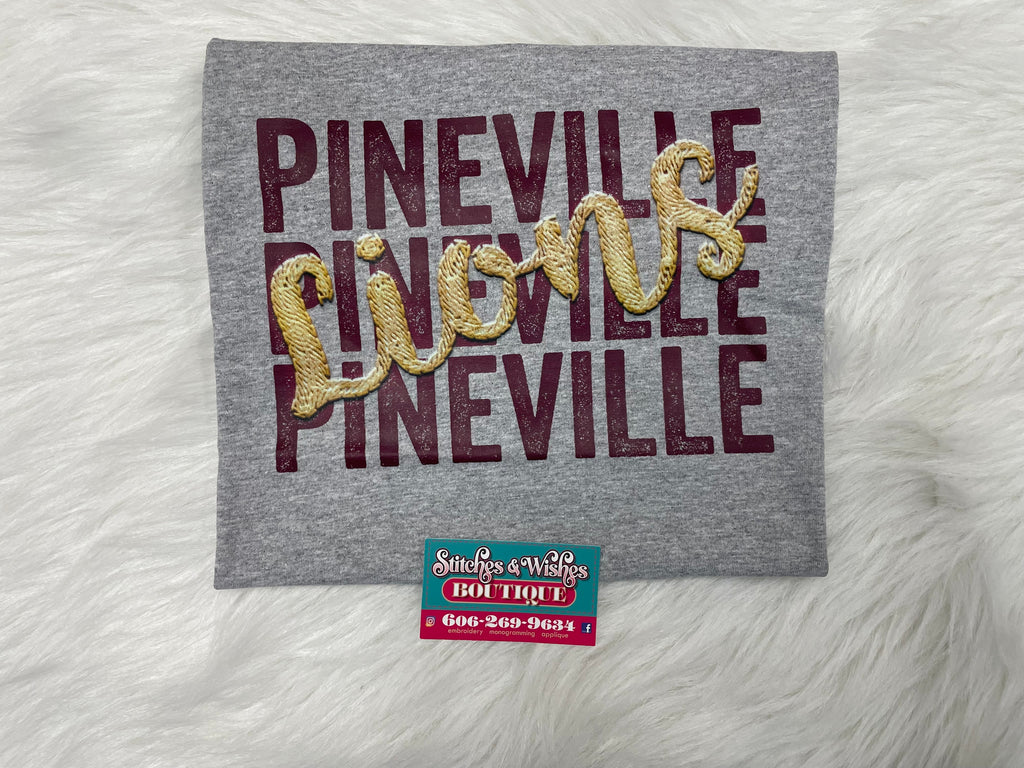 PINEVILLE
PINEVILLE
Lions
PINEVILLE
Stitches & Wishes
BOUTIQUE
606-269-9634
embroidery monogramming applique